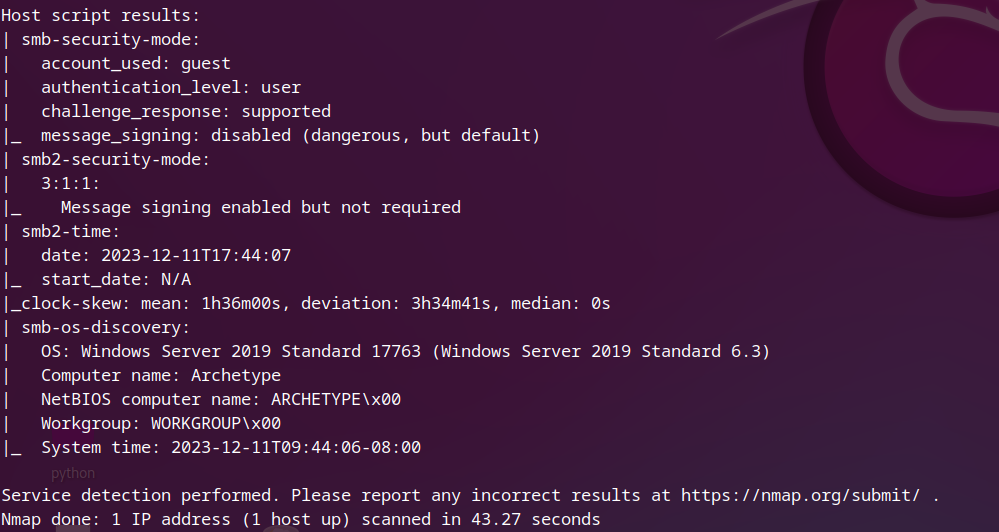 Host script results:
| smb-security-mode:
|   account_used: guest
|   authentication_level: user
|   challenge_response: supported
|_  message_signing: disabled (dangerous, but default)
| smb2-security-mode:
|   3:1:1:
|_    Message signing enabled but not required
| smb2-time:
|   date: 2023-12-11T17:44:07
|_  start_date: N/A
|_clock-skew: mean: 1h36m00s, deviation: 3h34m41s, median: 0s
| smb-os-discovery:
|   OS: Windows Server 2019 Standard 17763 (Windows Server 2019 Standard 6.3)
|   Computer name: Archetype
|   NetBIOS computer name: ARCHETYPE\x00
|   Workgroup: WORKGROUP\x00
|_  System time: 2023-12-11T09:44:06-08:00
python
Service detection performed. Please report any incorrect results at https://nmap.org/submit/ .
Nmap done: 1 IP address (1 host up) scanned in 43.27 seconds